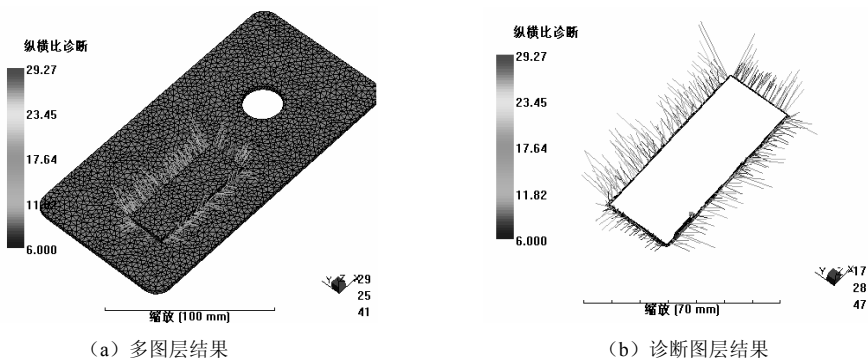 纵横比诊断
29.27
23.45
17.64
11.82
6.000
缩放 (100 mm)
29
25
41
（a）多图层结果
纵横比诊断
29.27
23.45
17.64
11.82
6.000
缩放 (70 mm)
-17
28
47
（b）诊断图层结果